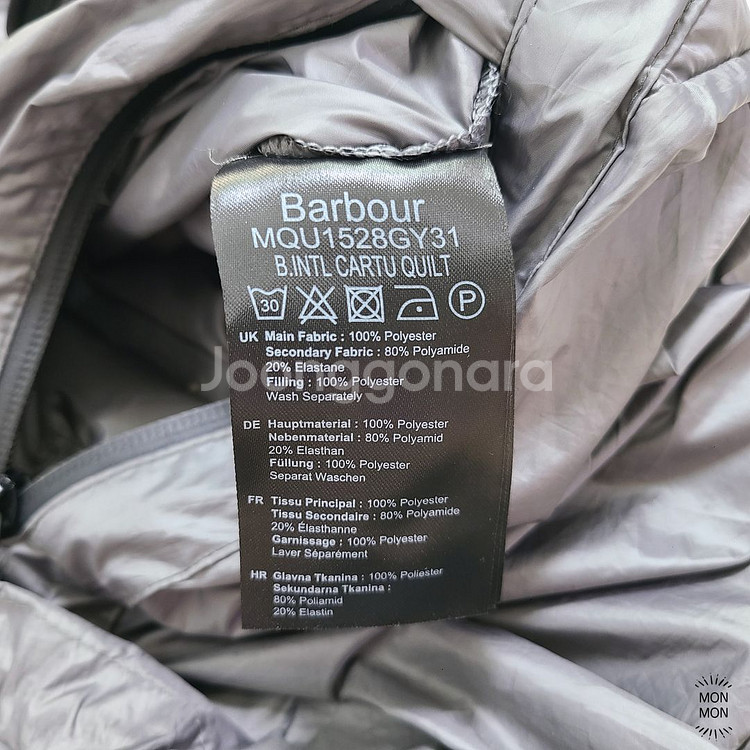 Barbour
MQU1528GY31
B.INTL CARTU QUILT
30
P
UK Main Fabric : 100% Polyester
Secondary Fabric : 80% Polyamide
20% Elastane
Filling : 100% Polyester
Wash Separately
Joonggonara
DE Hauptmaterial : 100% Polyester
Nebenmaterial : 80% Polyamid
20% Elasthan
Füllung : 100% Polyester
Separat Waschen
FR Tissu Principal : 100% Polyester
Tissu Secondaire : 80% Polyamide
20% Élasthanne
Garnissage : 100% Polyester
Laver Séparément
HR Glavna Tkanina : 100% Poliester
Sekundarna Tkanina :
80% Poliamid
20% Elastin
MON
MON